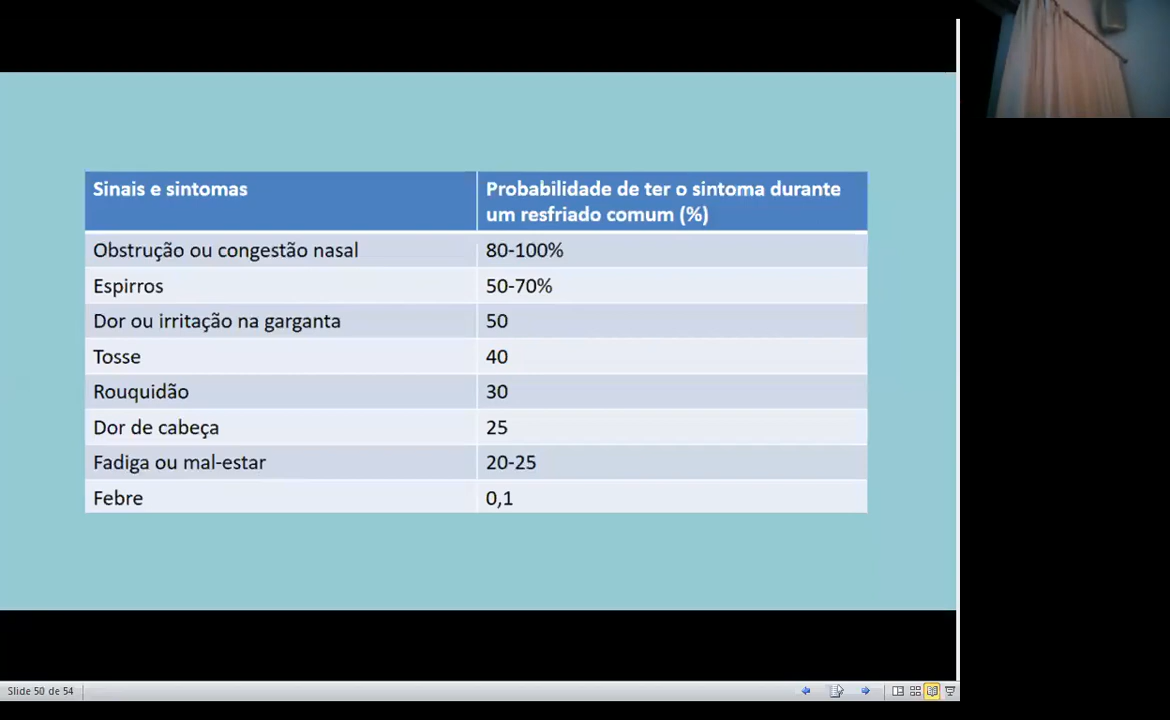 Sinais e sintomas
Probabilidade de ter o sintoma durante
um resfriado comum (%)
Obstrução ou congestão nasal
80-100%
Espirros
50-70%
Dor ou irritação na garganta
50
Tosse
40
Rouquidão
30
Dor de cabeça
25
Fadiga ou mal-estar
20-25
Febre
0,1
Slide 50 de 54